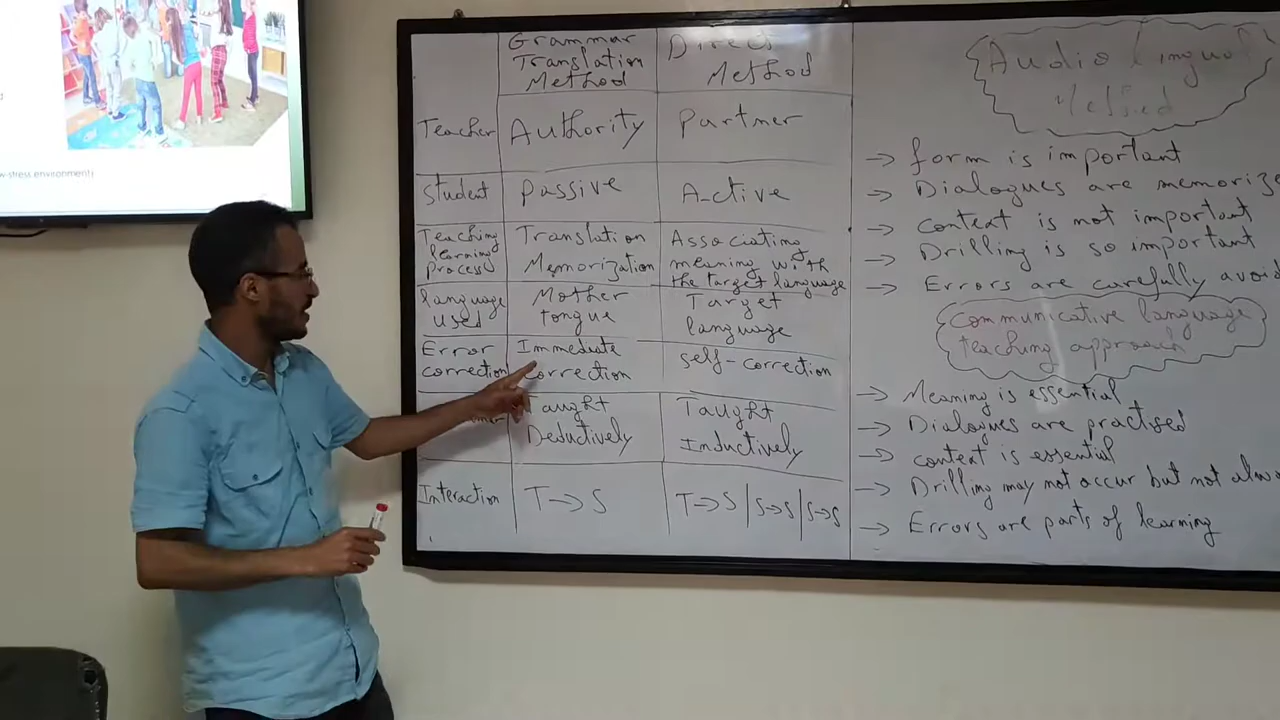 w-stress environment)
Grammar
Translation
Method
Direct
Method
Teacher
Authority
Partner
Student
Passive
Active
Teaching
learning
process
Translation
Memorization
Associating
meaning with
the target language
language
used
Mother
tongue
Target
language
Error
correction
Immediate
correction
self-correction
Taught
Deductively
Taught
Inductively
Interaction
T→S
T→S|S→S|S→S
Audio lingual
→ form is important
→ Dialogues are memorize
→ Context is not important
→ Drilling is so important
→ Errors are carefully avoid
Communicative language
teaching approach
→ Meaning is essential
→ Dialogues are practised
→ context is essential
→ Drilling may not occur but not alwa
→ Errors are parts of learning